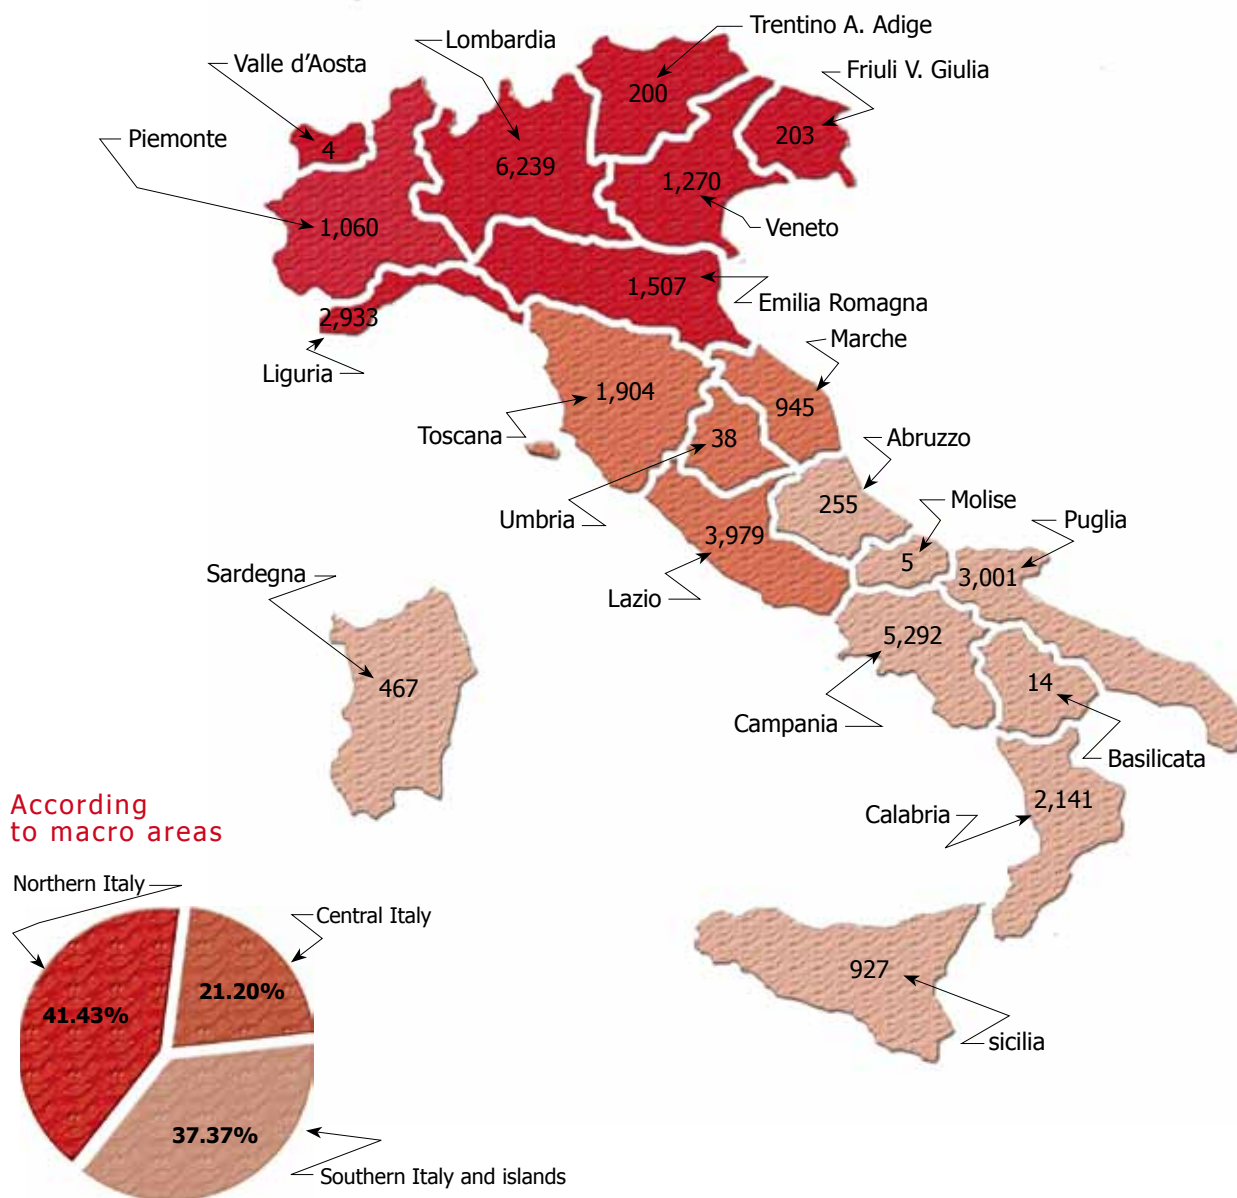 Trentino A. Adige
Lombardia
Valle d'Aosta
Friuli V. Giulia
200
Piemonte
4
203
6,239
1,270
1,060
Veneto
1,507
Emilia Romagna
2,933
Marche
Liguria
1,904
945
Toscana
38
Abruzzo
255
Molise
Umbria
Puglia
3,979
5
Sardegna
3,001
Lazio
5,292
467
14
Campania
Basilicata
According
to macro areas
2,141
Calabria
Northern Italy
Central Italy
927
21.20%
41.43%
sicilia
37.37%
Southern Italy and islands